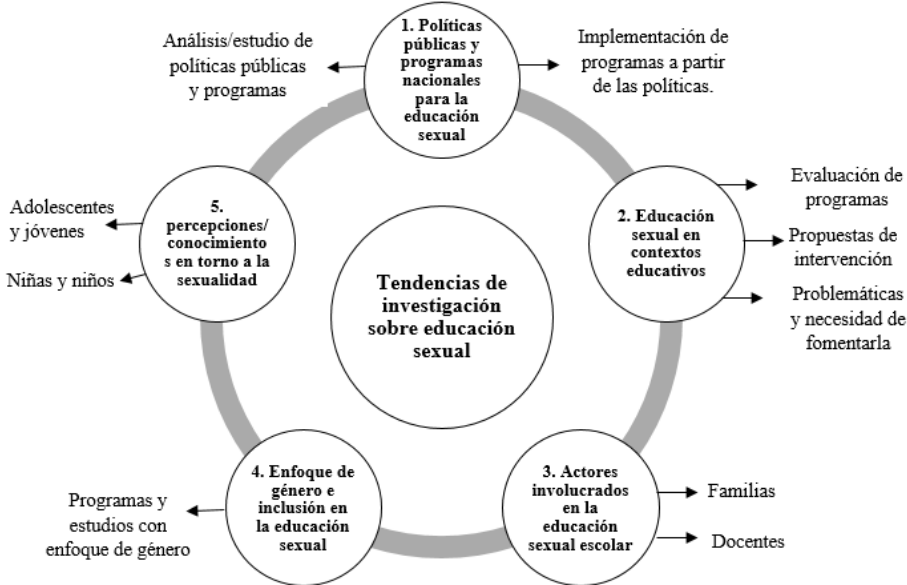 Análisis/estudio de
políticas públicas
y programas
1. Políticas
públicas y
programas
nacionales
para la
educación
sexual
Implementación de
programas a partir
de las políticas.
Evaluación de
programas
2. Educación
sexual en
contextos
educativos
Propuestas de
intervención
Problemáticas
y necesidad de
fomentarla
Adolescentes
y jóvenes
Niñas y niños
5.
percepciones/
conocimiento
s en torno a la
sexualidad
Tendencias de
investigación
sobre educación
sexual
4. Enfoque de
género e
inclusión en
la educación
sexual
Programas y
estudios con
enfoque de género
3. Actores
involucrados
en la
educación
sexual escolar
Familias
Docentes